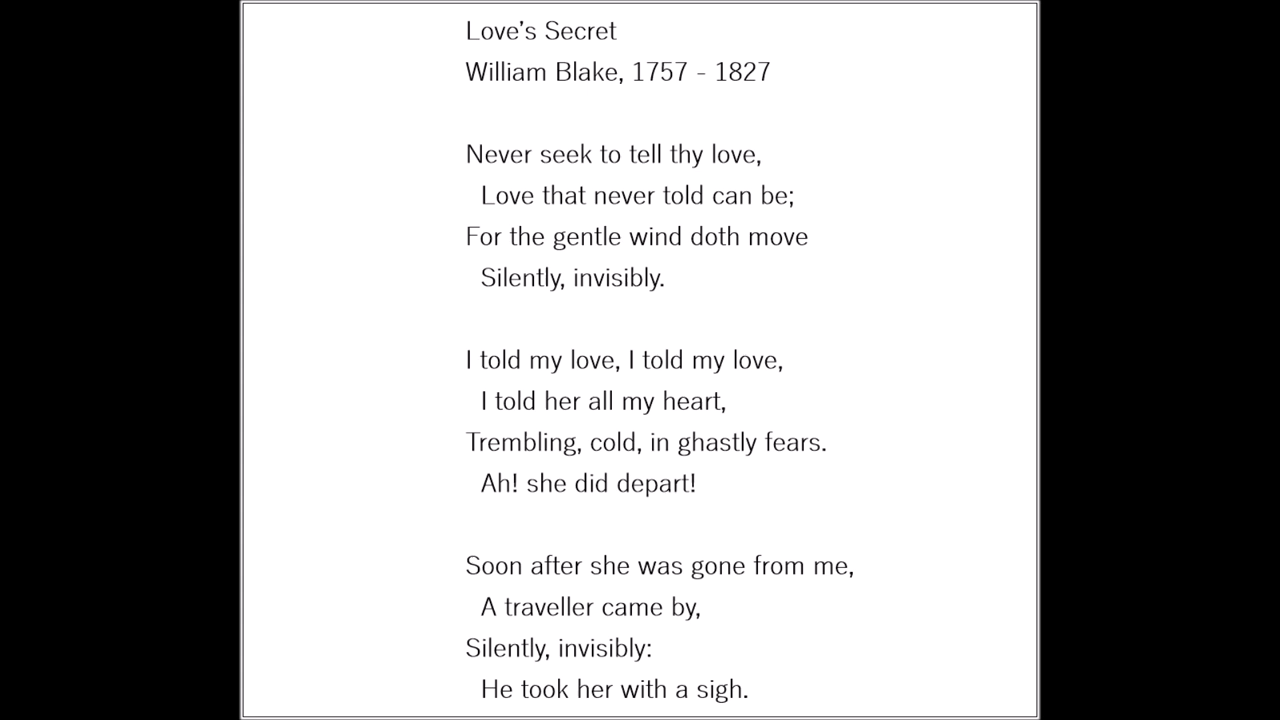 Love’s Secret
William Blake, 1757 - 1827
Never seek to tell thy love,
Love that never told can be;
For the gentle wind doth move
Silently, invisibly.
I told my love, I told my love,
I told her all my heart,
Trembling, cold, in ghastly fears.
Ah! she did depart!
Soon after she was gone from me,
A traveller came by,
Silently, invisibly:
He took her with a sigh.